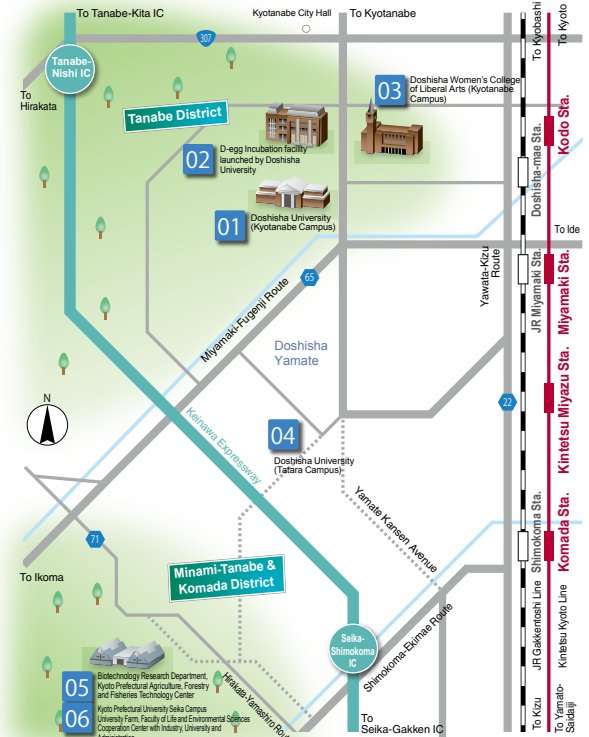 To Tanabe-Kita IC
Kyotanabe City Hall
To Kyotanabe
To Kyobashi
To Kyoto
307
Tanabe-
Nishi IC
To
Hirakata
Tanabe District
03
Doshisha Women's College
of Liberal Arts (Kyotanabe
Campus)
Kodo Sta.
Doshisha-mae Sta.
02
D-egg Incubation facility
launched by Doshisha
University
01
Doshisha University
(Kyotanabe Campus)
To Ide
Yawata-Kizu
Route
JR Miyamaki Sta.
Miyamaki Sta.
65
Miyamaki-Fugenji Route
Doshisha
Yamate
Kintetsu Miyazu Sta.
22
N
Keinawa Expressway
04
Doshisha University
(Tatara Campus)
Yamate Kansen Avenue
Shimokoma Sta.
Komada Sta.
71
To Ikoma
Minami-Tanabe &
Komada District
JR Gakkentoshi Line
Kintetsu Kyoto Line
Seika-
Shimokoma
IC
Shimokoma-Ekimae Route
Hirakata-Yamashiro Route
05
Biotechnology Research Department,
Kyoto Prefectural Agriculture, Forestry
and Fisheries Technology Center
06
Kyoto Prefectural University Seika Campus
University Farm, Faculty of Life and Environmental Sciences
Cooperation Center with Industry, University and
To
Seika-Gakken IC
To Kizu
To Yamato-
Saidaiji